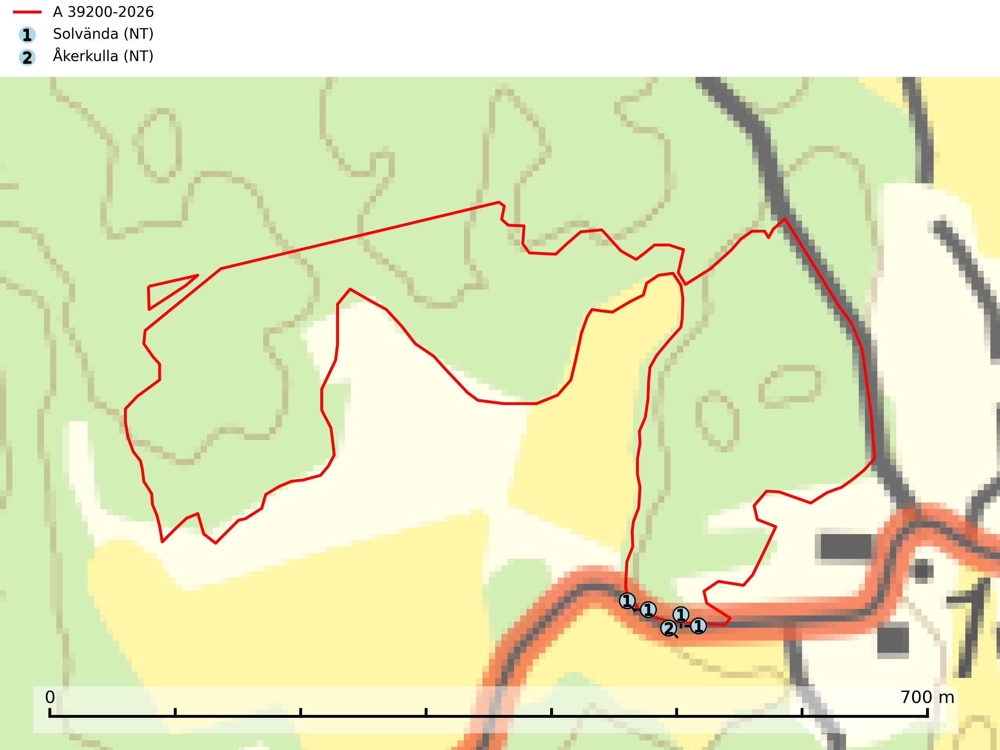 A 39200-2026
1 Solvända (NT)
2 Åkerkulla (NT)
1
1
1
2
1
0 700 m